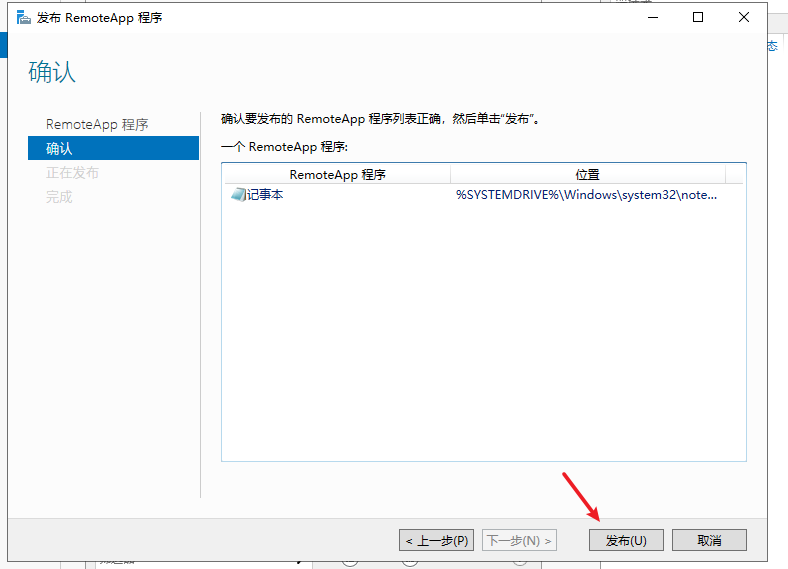 发布 RemoteApp 程序
态
确认
RemoteApp 程序
确认
正在发布
完成
确认要发布的 RemoteApp 程序列表正确，然后单击“发布”。
一个 RemoteApp 程序:
RemoteApp 程序 位置
记事本 %SYSTEMDRIVE%\Windows\system32\note...
< 上一步(P) 下一步(N) > 发布(U) 取消